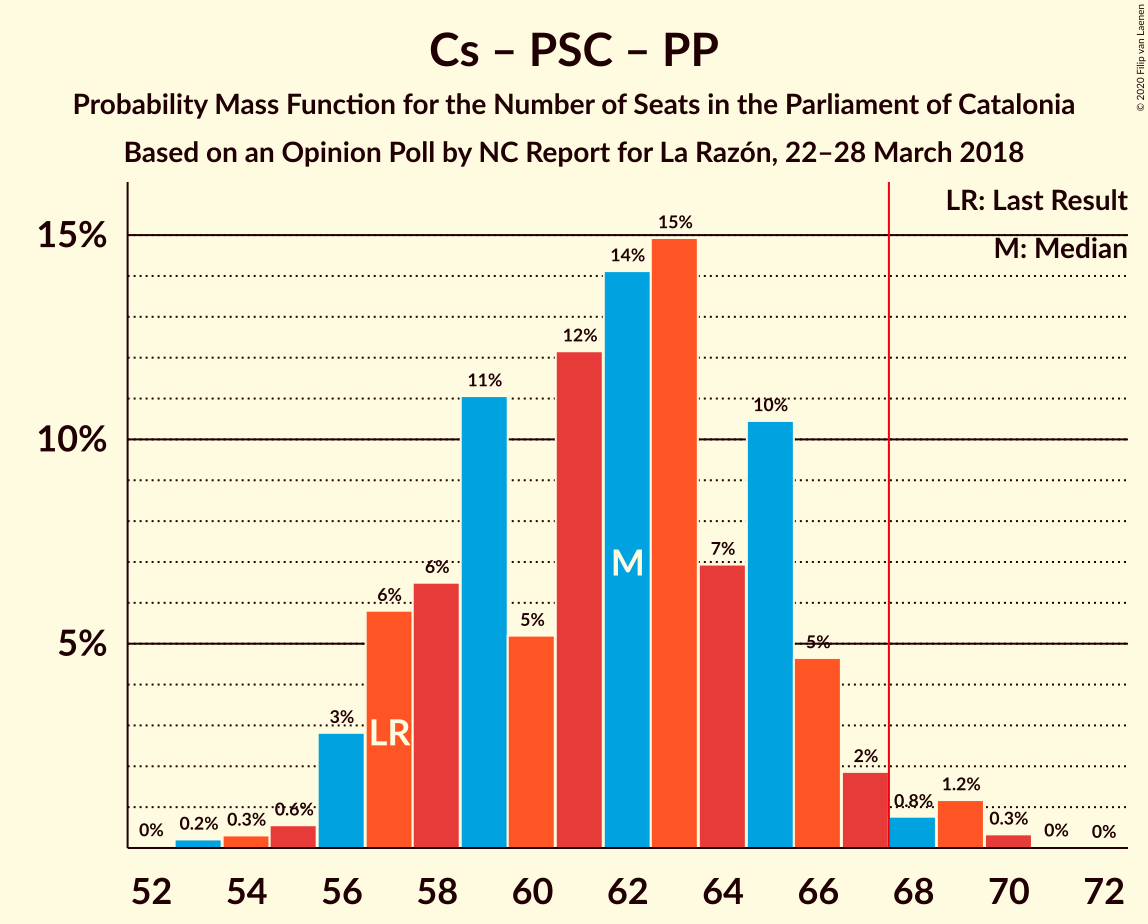 Cs – PSC – PP
Probability Mass Function for the Number of Seats in the Parliament of Catalonia
Based on an Opinion Poll by NC Report for La Razón, 22–28 March 2018
© 2020 Filip van Laenen
LR: Last Result
M: Median
15%
10%
5%
0%
0.2%
0.3%
0.6%
3%
6%
6%
11%
5%
12%
14%
15%
7%
10%
5%
2%
0.8%
1.2%
0.3%
0%
0%
LR
M
52 54 56 58 60 62 64 66 68 70 72